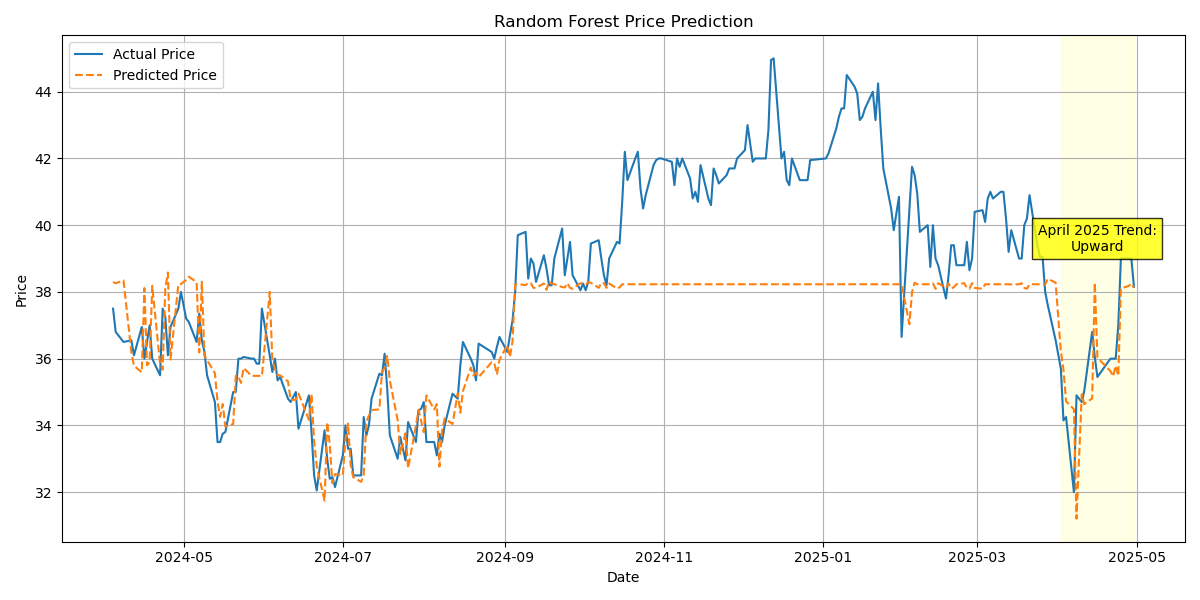 Random Forest Price Prediction
Actual Price
Predicted Price
April 2025 Trend:
Upward
Price
44
42
40
38
36
34
32
2024-05
2024-07
2024-09
2024-11
2025-01
2025-03
2025-05
Date